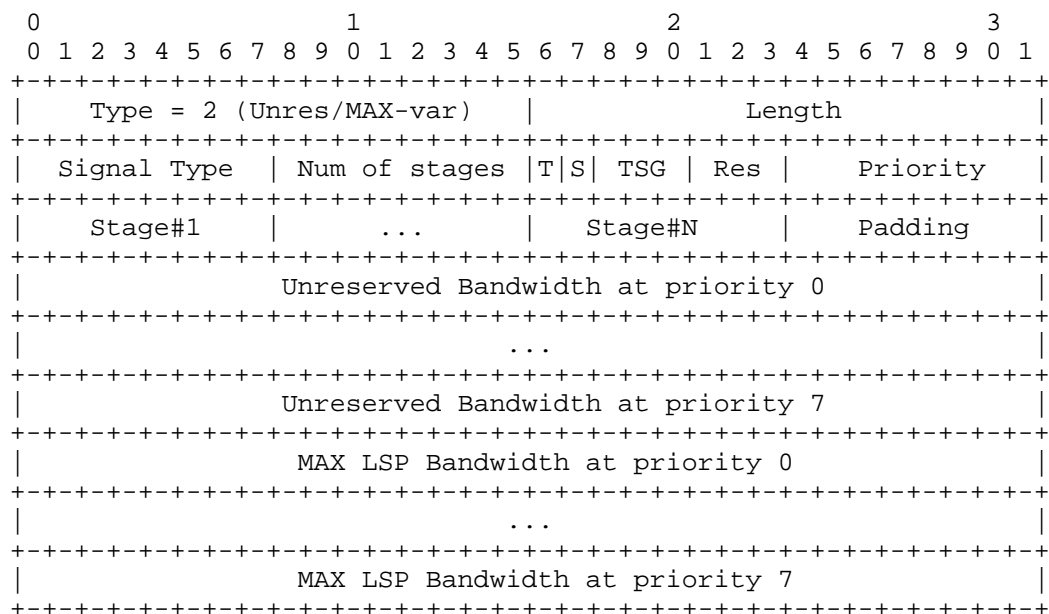 0                   1                   2                   3
 0 1 2 3 4 5 6 7 8 9 0 1 2 3 4 5 6 7 8 9 0 1 2 3 4 5 6 7 8 9 0 1
+-+-+-+-+-+-+-+-+-+-+-+-+-+-+-+-+-+-+-+-+-+-+-+-+-+-+-+-+-+-+-+-+
|    Type = 2 (Unres/MAX-var)   |             Length            |
+-+-+-+-+-+-+-+-+-+-+-+-+-+-+-+-+-+-+-+-+-+-+-+-+-+-+-+-+-+-+-+-+
|  Signal Type  | Num of stages |T|S| TSG | Res |    Priority   |
+-+-+-+-+-+-+-+-+-+-+-+-+-+-+-+-+-+-+-+-+-+-+-+-+-+-+-+-+-+-+-+-+
|    Stage#1    |      ...      |    Stage#N    |    Padding    |
+-+-+-+-+-+-+-+-+-+-+-+-+-+-+-+-+-+-+-+-+-+-+-+-+-+-+-+-+-+-+-+-+
|                Unreserved Bandwidth at priority 0             |
+-+-+-+-+-+-+-+-+-+-+-+-+-+-+-+-+-+-+-+-+-+-+-+-+-+-+-+-+-+-+-+-+
|                              ...                              |
+-+-+-+-+-+-+-+-+-+-+-+-+-+-+-+-+-+-+-+-+-+-+-+-+-+-+-+-+-+-+-+-+
|                Unreserved Bandwidth at priority 7             |
+-+-+-+-+-+-+-+-+-+-+-+-+-+-+-+-+-+-+-+-+-+-+-+-+-+-+-+-+-+-+-+-+
|                 MAX LSP Bandwidth at priority 0               |
+-+-+-+-+-+-+-+-+-+-+-+-+-+-+-+-+-+-+-+-+-+-+-+-+-+-+-+-+-+-+-+-+
|                              ...                              |
+-+-+-+-+-+-+-+-+-+-+-+-+-+-+-+-+-+-+-+-+-+-+-+-+-+-+-+-+-+-+-+-+
|                 MAX LSP Bandwidth at priority 7               |
+-+-+-+-+-+-+-+-+-+-+-+-+-+-+-+-+-+-+-+-+-+-+-+-+-+-+-+-+-+-+-+-+